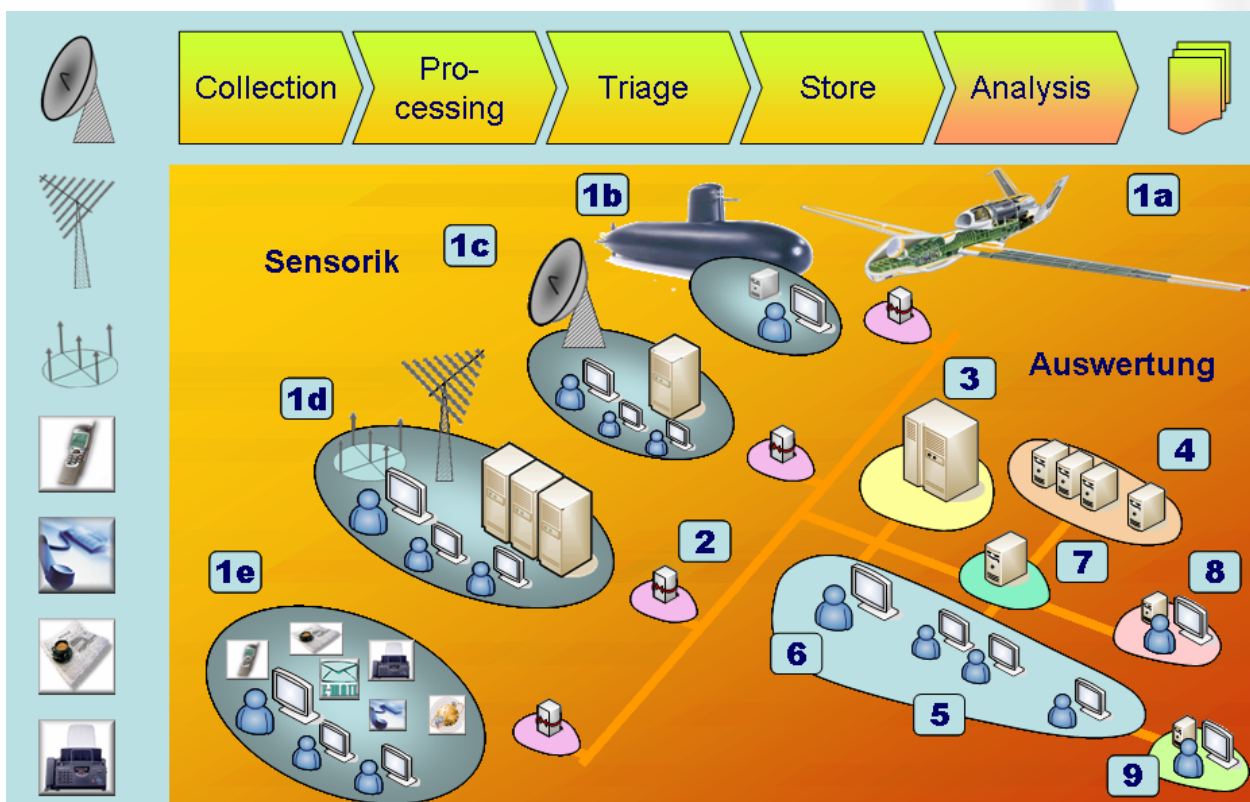 Collection
Pro-
cessing
Triage
Store
Analysis
1b
1a
1c
Sensorik
Auswertung
3
1d
4
2
7
8
1e
6
E-MAIL
5
9